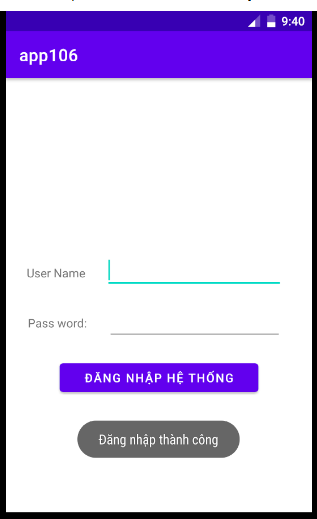 9:40
app106
User Name
Pass word:
ĐĂNG NHẬP HỆ THỐNG
Đăng nhập thành công